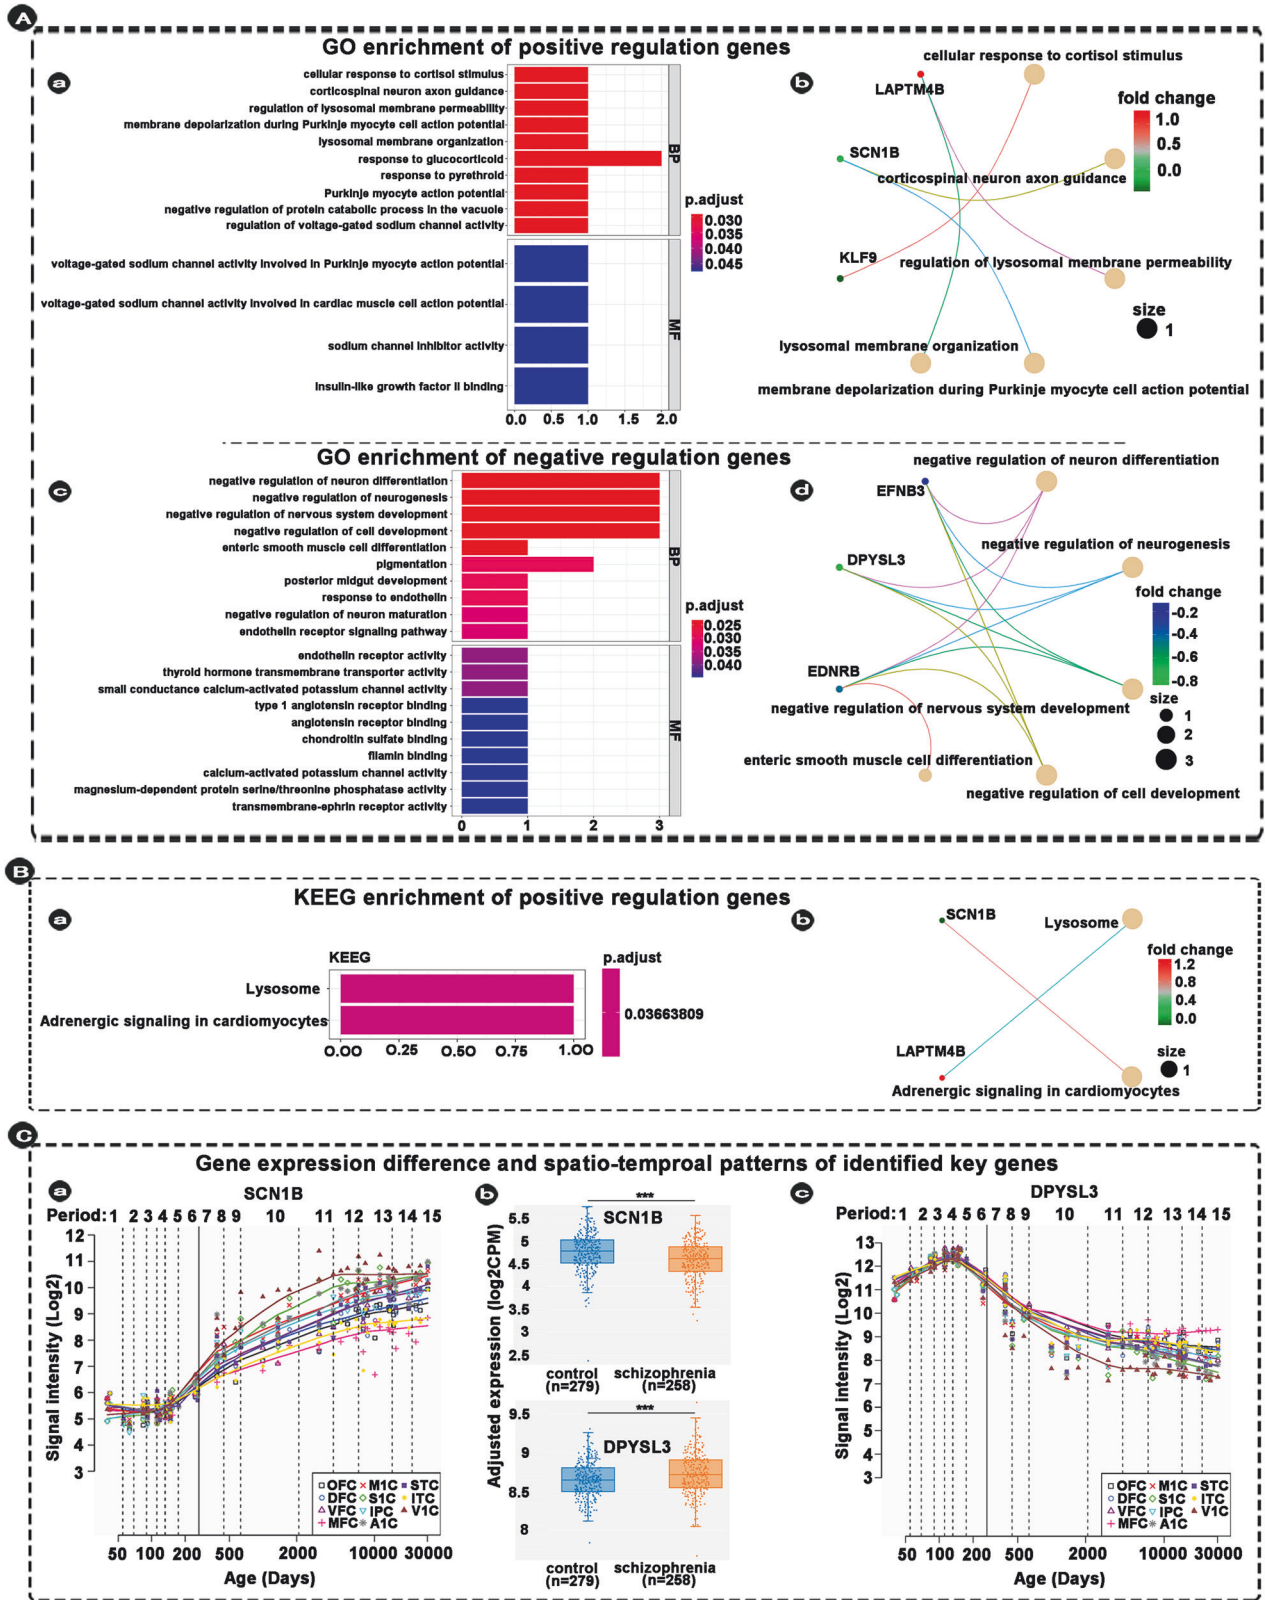 A
GO enrichment of positive regulation genes
a
cellular response to cortisol stimulus
corticospinal neuron axon guidance
regulation of lysosomal membrane permeability
membrane depolarization during Purkinje myocyte cell action potential
lysosomal membrane organization
response to glucocorticoid
response to pyrethroid
Purkinje myocyte action potential
negative regulation of protein catabolic process in the vacuole
regulation of voltage-gated sodium channel activity
BP
voltage-gated sodium channel activity involved in Purkinje myocyte action potential
voltage-gated sodium channel activity involved in cardiac muscle cell action potential
sodium channel inhibitor activity
insulin-like growth factor II binding
MF
0.0 0.5 1.0 1.5 2.0
p.adjust
0.030
0.035
0.040
0.045
b
cellular response to cortisol stimulus
LAPTM4B
SCN1B
corticospinal neuron axon guidance
KLF9
regulation of lysosomal membrane permeability
lysosomal membrane organization
membrane depolarization during Purkinje myocyte cell action potential
fold change
1.0
0.5
0.0
size
1
GO enrichment of negative regulation genes
c
negative regulation of neuron differentiation
negative regulation of neurogenesis
negative regulation of nervous system development
negative regulation of cell development
enteric smooth muscle cell differentiation
pigmentation
posterior midgut development
response to endothelin
negative regulation of neuron maturation
endothelin receptor signaling pathway
BP
endothelin receptor activity
thyroid hormone transmembrane transporter activity
small conductance calcium-activated potassium channel activity
type 1 angiotensin receptor binding
angiotensin receptor binding
chondroitin sulfate binding
filamin binding
calcium-activated potassium channel activity
magnesium-dependent protein serine/threonine phosphatase activity
transmembrane-ephrin receptor activity
MF
0 1 2 3
p.adjust
0.025
0.030
0.035
0.040
d
negative regulation of neuron differentiation
EFNB3
negative regulation of neurogenesis
DPYSL3
EDNRB
negative regulation of nervous system development
enteric smooth muscle cell differentiation
negative regulation of cell development
fold change
-0.2
-0.4
-0.6
-0.8
size
1
2
3
B
KEEG enrichment of positive regulation genes
a
KEEG
Lysosome
Adrenergic signaling in cardiomyocytes
0.00 0.25 0.50 0.75 1.00
p.adjust
0.03663809
b
SCN1B
Lysosome
LAPTM4B
Adrenergic signaling in cardiomyocytes
fold change
1.2
0.8
0.4
0.0
size
1
C
Gene expression difference and spatio-temproal patterns of identified key genes
a
SCN1B
Period: 1 2 3 4 5 6 7 8 9 10 11 12 13 14 15
Signal intensity (Log2)
12
11
10
9
8
7
6
5
4
3
OFC M1C STC
DFC S1C ITC
VFC IPC V1C
MFC A1C
50 100 200 500 2000 10000 30000
Age (Days)
b
Adjusted expression (log2CPM)
***
SCN1B
5.5
5
4.5
4
3.5
3
2.5
control schizophrenia
(n=279) (n=258)
***
DPYSL3
9.5
9
8.5
8
control schizophrenia
(n=279) (n=258)
c
DPYSL3
Period: 1 2 3 4 5 6 7 8 9 10 11 12 13 14 15
Signal intensity (Log2)
13
12
11
10
9
8
7
6
5
4
3
OFC M1C STC
DFC S1C ITC
VFC IPC V1C
MFC A1C
50 100 200 500 2000 10000 30000
Age (Days)